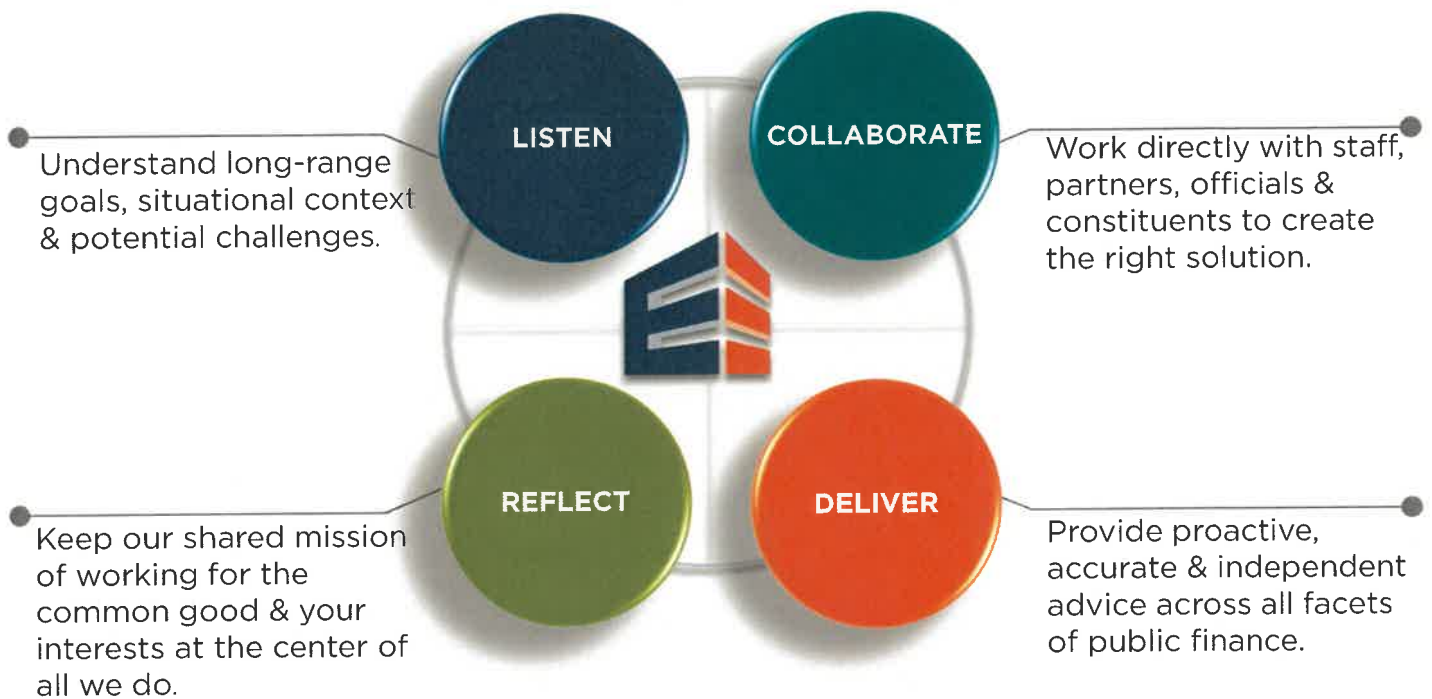 LISTEN
Understand long-range
goals, situational context
& potential challenges.
COLLABORATE
Work directly with staff,
partners, officials &
constituents to create
the right solution.
REFLECT
Keep our shared mission
of working for the
common good & your
interests at the center of
all we do.
DELIVER
Provide proactive,
accurate & independent
advice across all facets
of public finance.